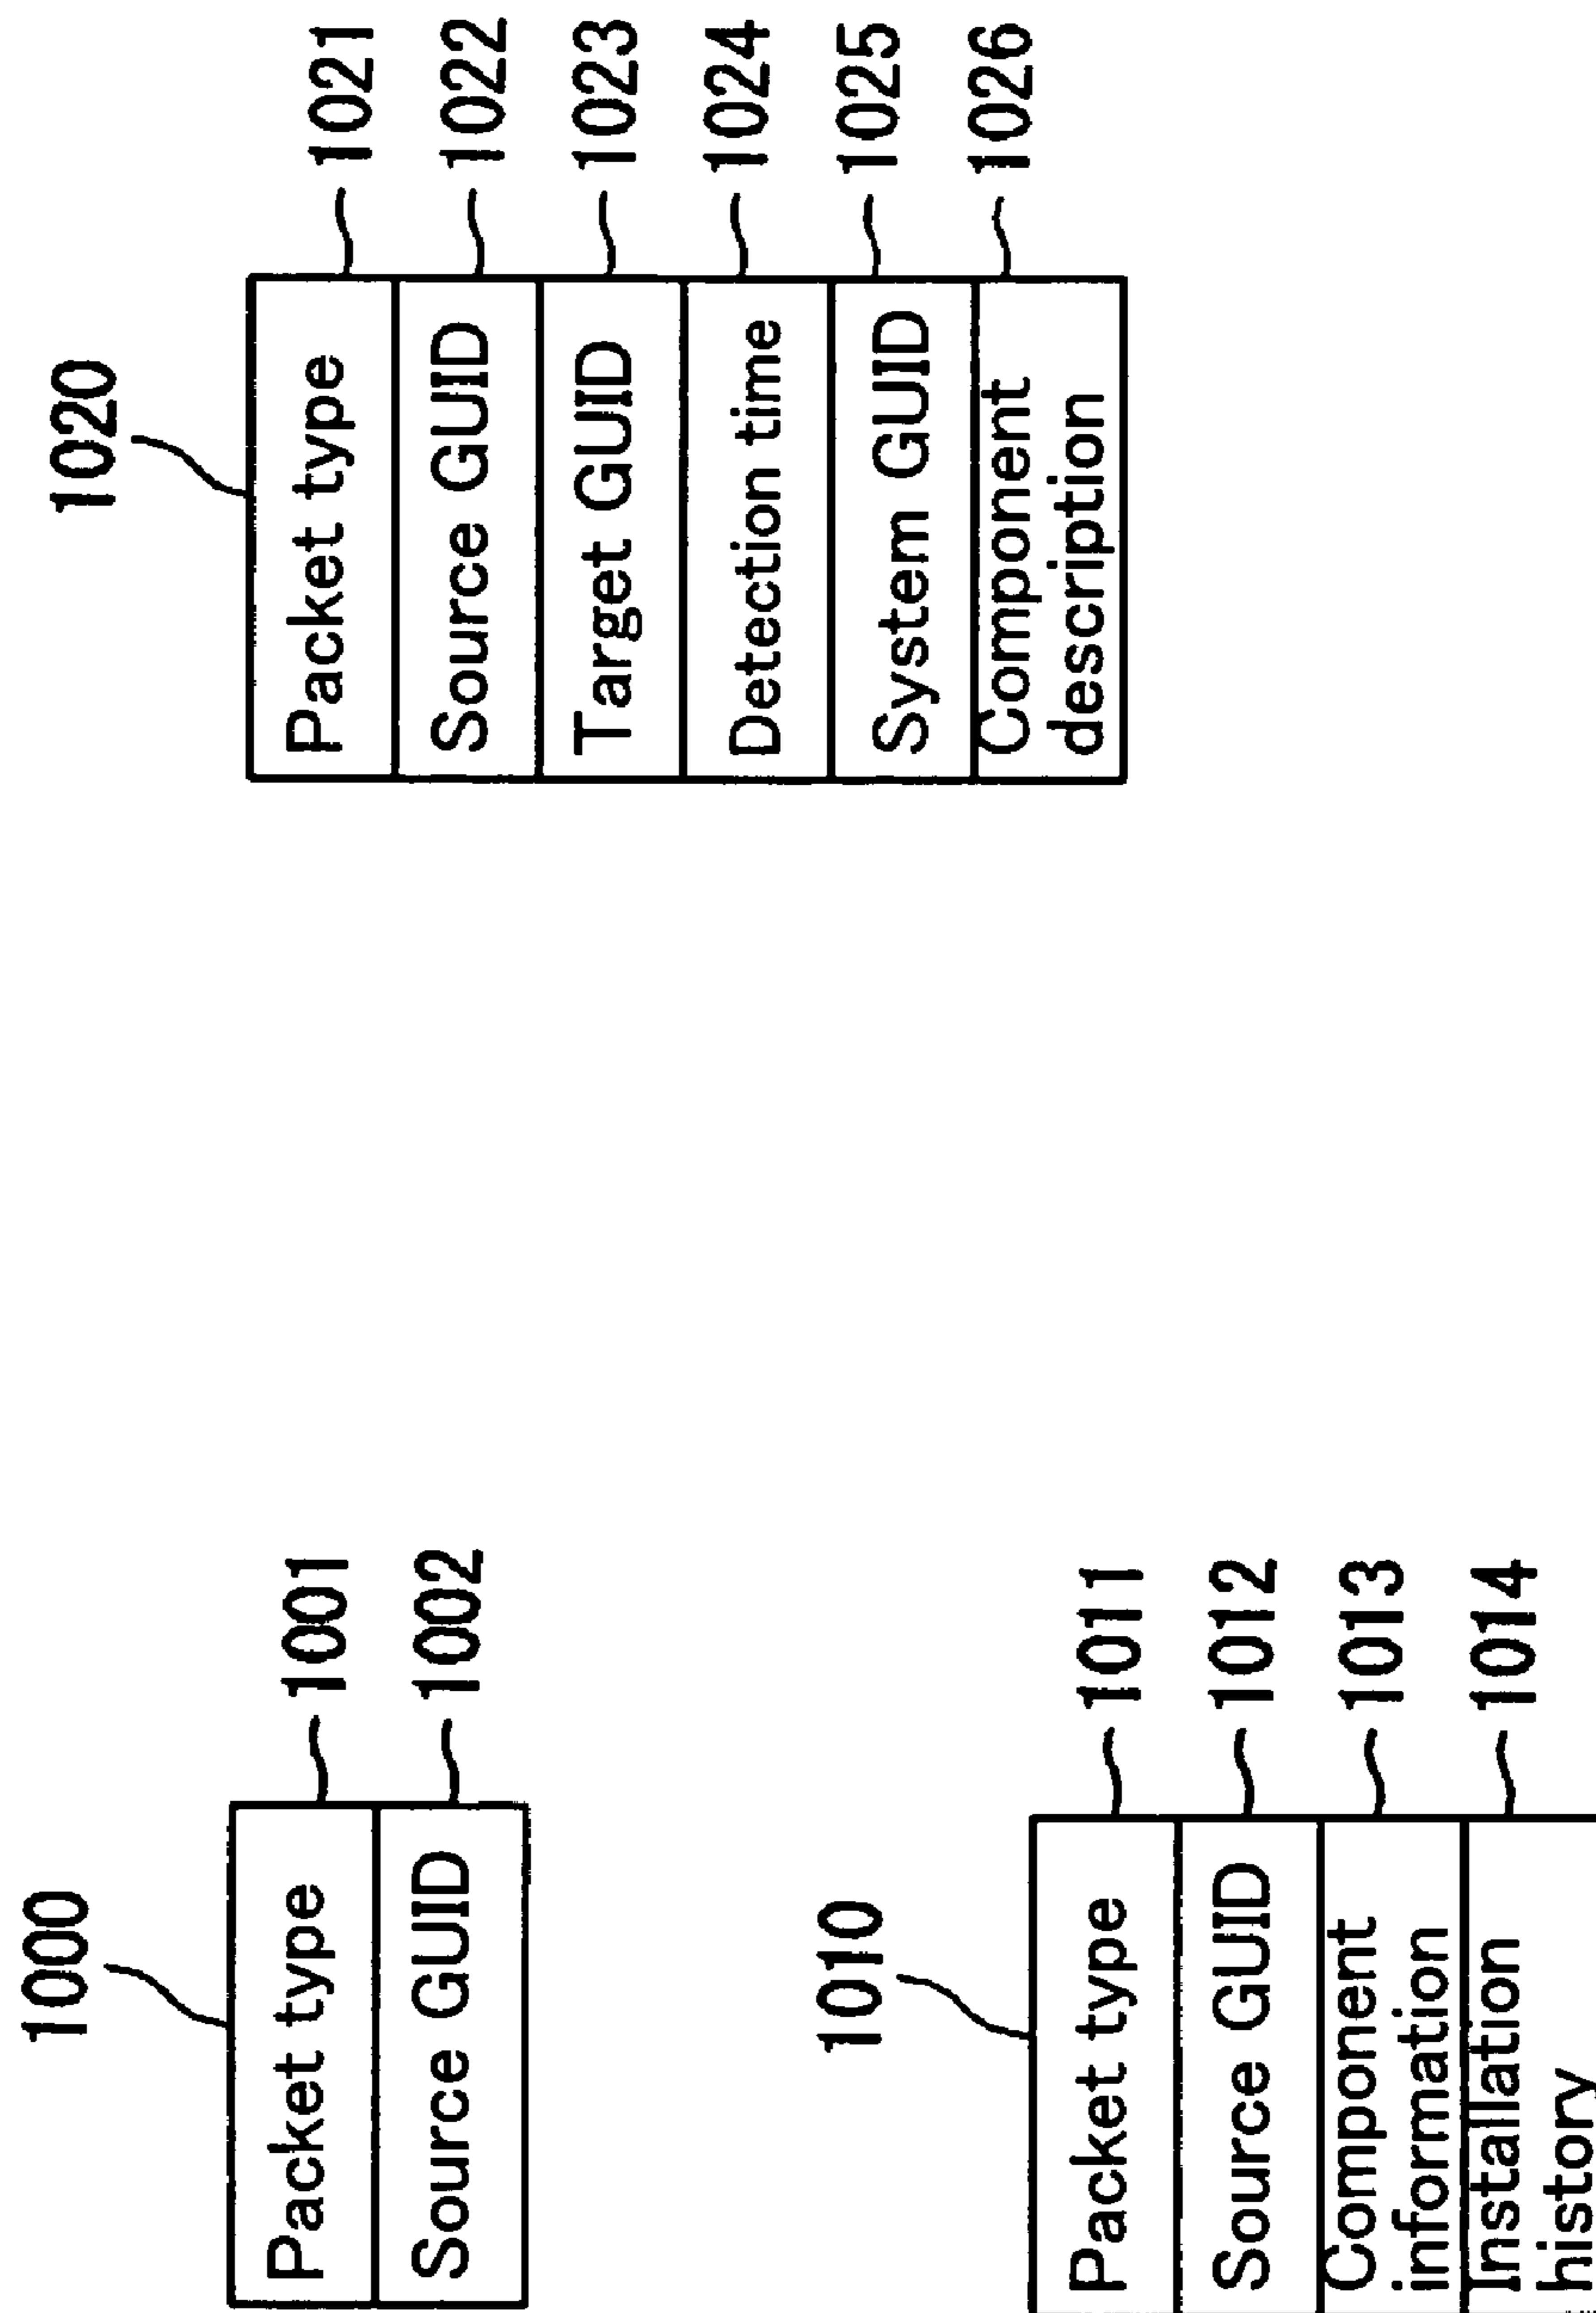 1000
Packet type
1001
Source GUID
1002
1010
Packet type
1011
Source GUID
1012
Component
information
1013
Installation
history
1014
1020
Packet type
1021
Source GUID
1022
Target GUID
1023
Detection time
1024
System GUID
1025
Component
description
1026